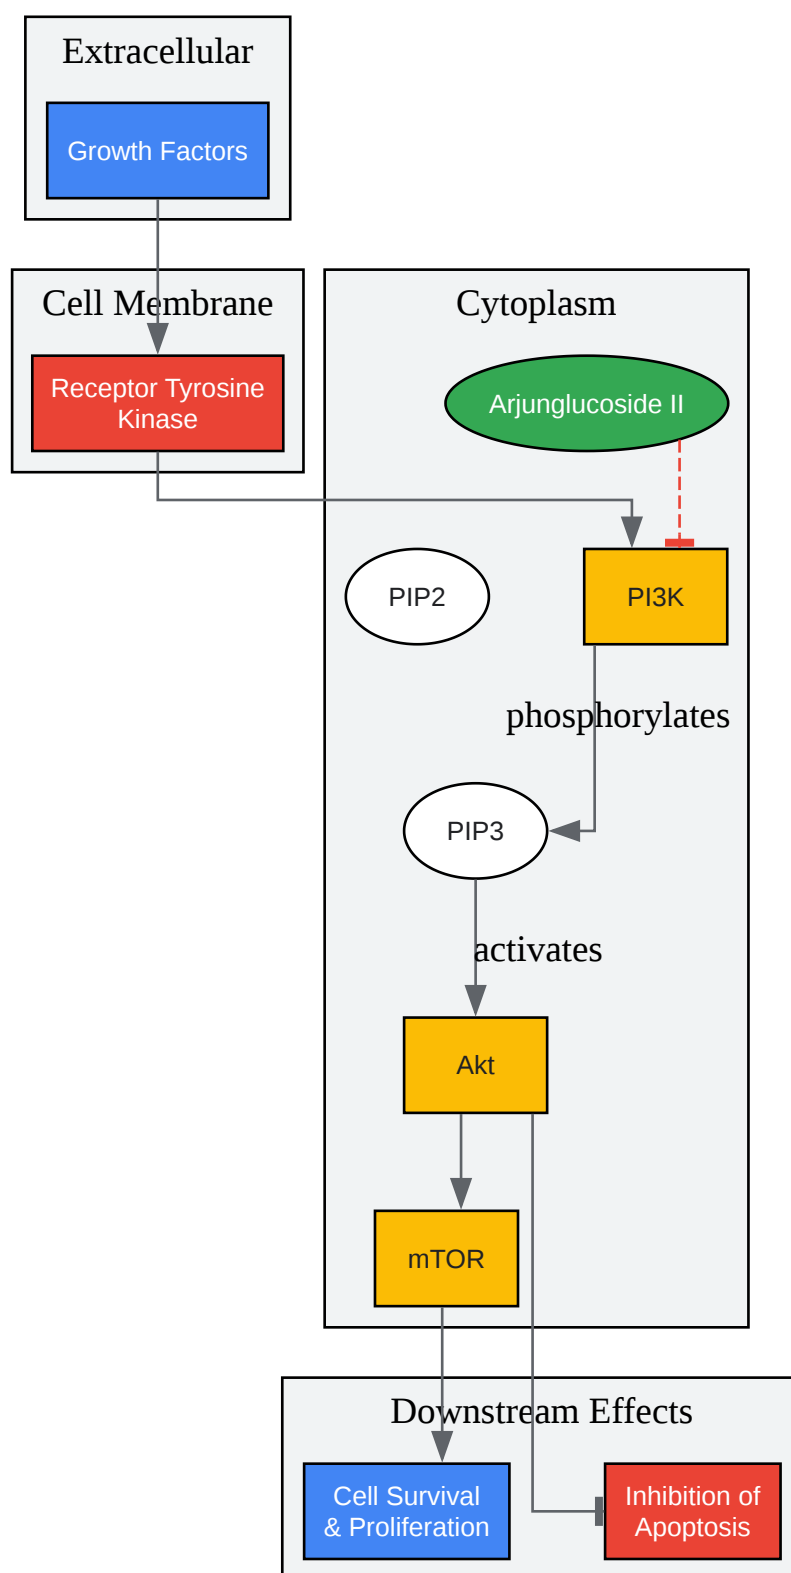 Extracellular
Growth Factors
Cell Membrane
Receptor Tyrosine
Kinase
Cytoplasm
Arjunglucoside II
PIP2
PI3K
phosphorylates
PIP3
activates
Akt
mTOR
Downstream Effects
Cell Survival
& Proliferation
Inhibition of
Apoptosis